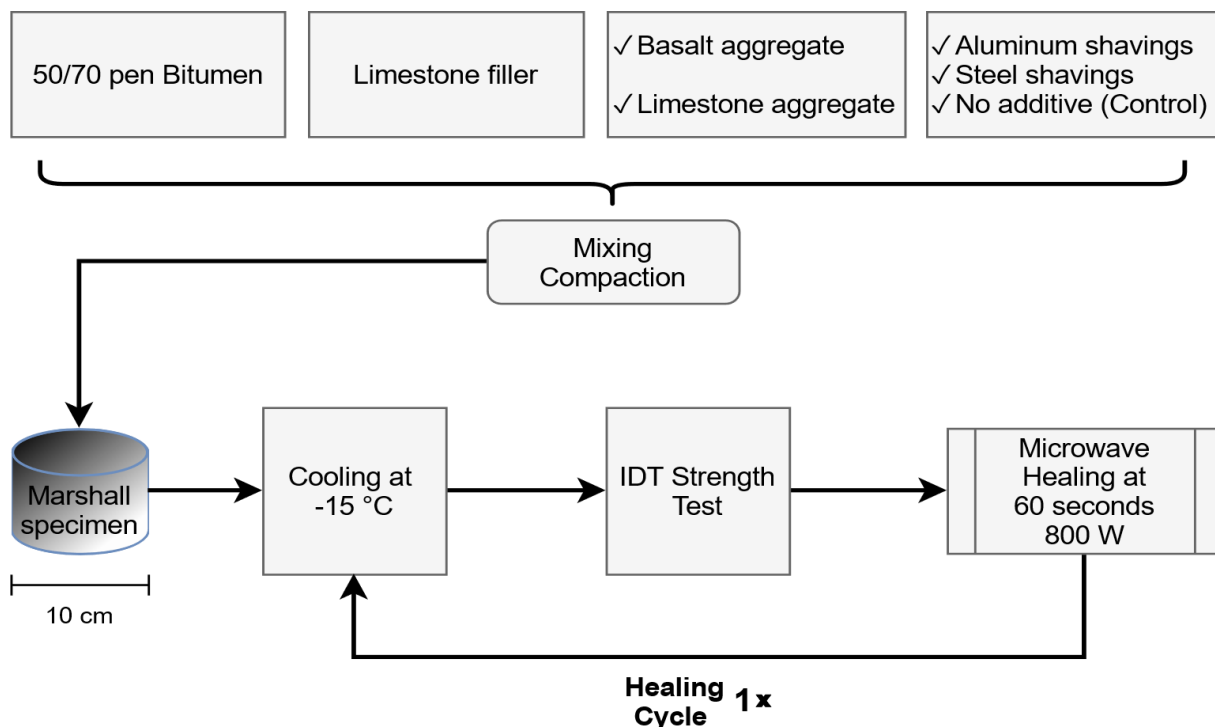 50/70 pen Bitumen
Limestone filler
✓ Basalt aggregate
✓ Limestone aggregate
✓ Aluminum shavings
✓ Steel shavings
✓ No additive (Control)
Mixing
Compaction
Marshall
specimen
10 cm
Cooling at
-15 °C
IDT Strength
Test
Microwave
Healing at
60 seconds
800 W
Healing
Cycle
1x